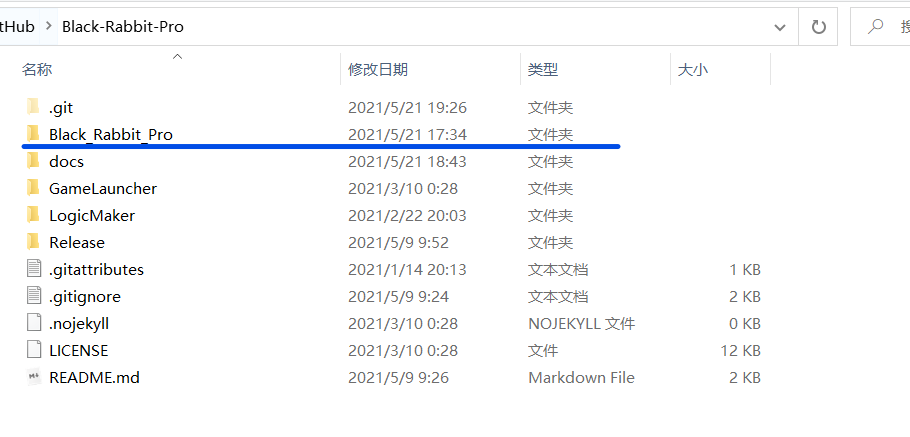 tHub > Black-Rabbit-Pro 搜
名称 修改日期 类型 大小
.git 2021/5/21 19:26 文件夹
Black_Rabbit_Pro 2021/5/21 17:34 文件夹
docs 2021/5/21 18:43 文件夹
GameLauncher 2021/3/10 0:28 文件夹
LogicMaker 2021/2/22 20:03 文件夹
Release 2021/5/9 9:52 文件夹
.gitattributes 2021/1/14 20:13 文本文档 1 KB
.gitignore 2021/5/9 9:24 文本文档 2 KB
.nojekyll 2021/3/10 0:28 NOJEKYLL 文件 0 KB
LICENSE 2021/3/10 0:28 文件 12 KB
README.md 2021/5/9 9:26 Markdown File 2 KB